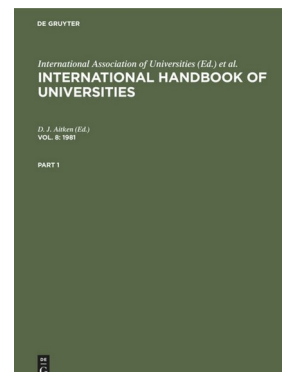 DE GRUYTER
International Association of Universities (Ed.) et al.
INTERNATIONAL HANDBOOK OF
UNIVERSITIES
D. J. Aitken (Ed.)
VOL. 8: 1981
PART 1
DE
G